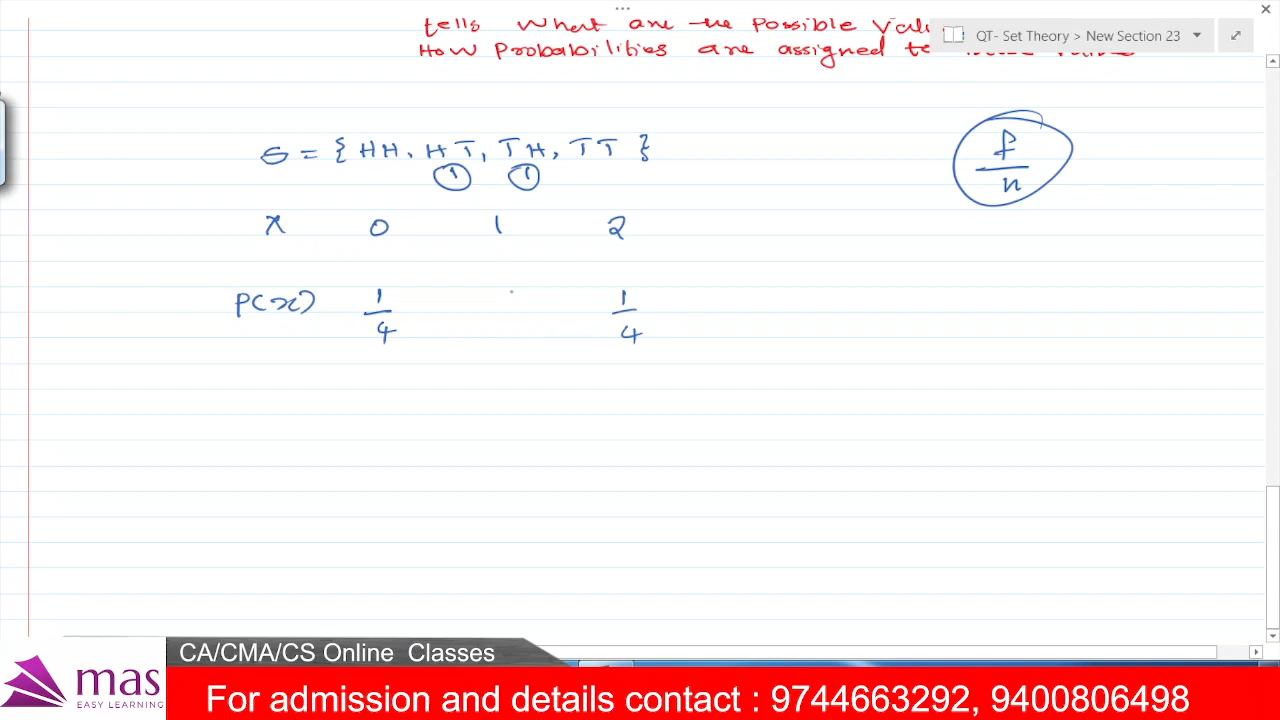 tells what are the possible
QT- Set Theory > New Section 23
How Probabilities are assigned
S = { HH, HT, TH, TT }
1 1
f/n
x 0 1 2
P(x) 1/4 1/4
CA/CMA/CS Online Classes
mas
EASY LEARNING
For admission and details contact : 9744663292, 9400806498